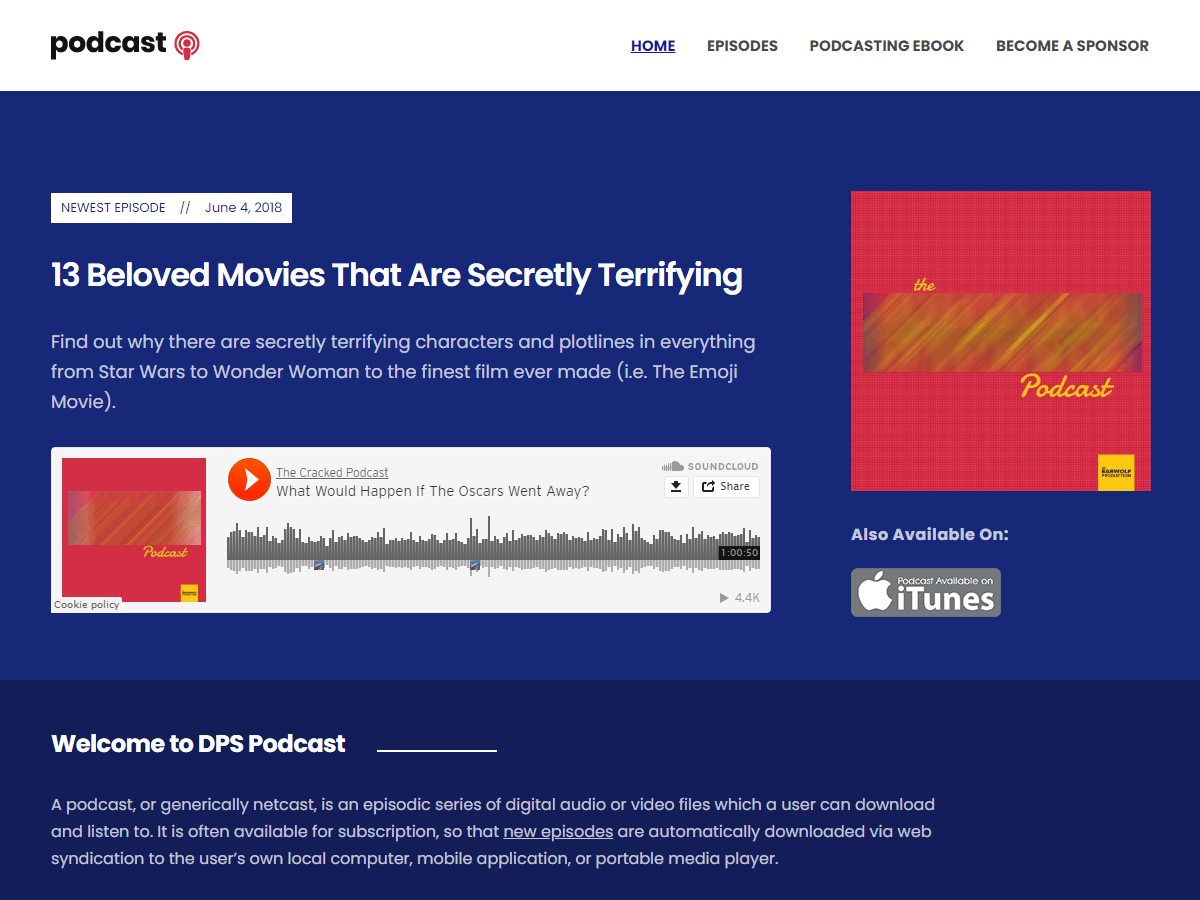 podcast
HOME EPISODES PODCASTING EBOOK BECOME A SPONSOR
NEWEST EPISODE // June 4, 2018
13 Beloved Movies That Are Secretly Terrifying
Find out why there are secretly terrifying characters and plotlines in everything
from Star Wars to Wonder Woman to the finest film ever made (i.e. The Emoji
Movie).
Podcast
Cookie policy
The Cracked Podcast
What Would Happen If The Oscars Went Away?
SOUNDCLOUD
Share
1:00:50
4.4K
the
Podcast
EARWOLF
PRODUCTION
Also Available On:
Podcast Available on
iTunes
Welcome to DPS Podcast
A podcast, or generically netcast, is an episodic series of digital audio or video files which a user can download
and listen to. It is often available for subscription, so that new episodes are automatically downloaded via web
syndication to the user’s own local computer, mobile application, or portable media player.